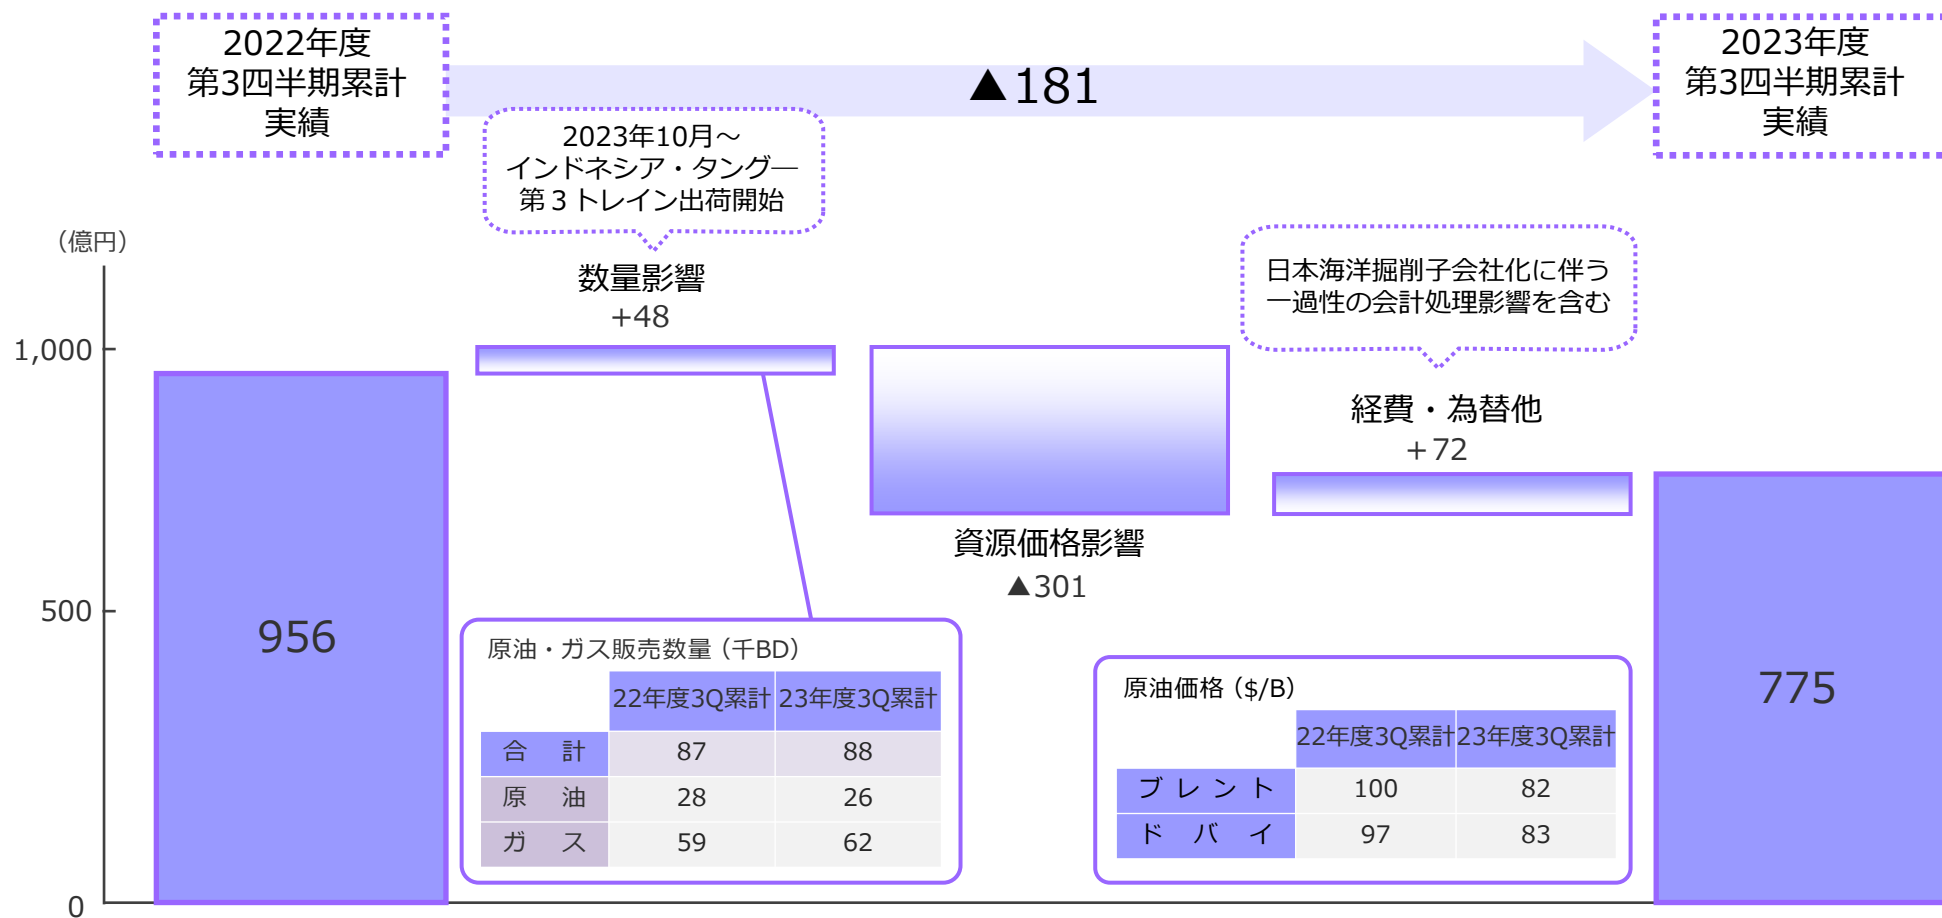 2022年度
第3四半期累計
実績
▲181
2023年度
第3四半期累計
実績
2023年10月～
インドネシア・タングー
第３トレイン出荷開始
（億円）
数量影響
+48
日本海洋掘削子会社化に伴う
一過性の会計処理影響を含む
1,000
経費・為替他
＋72
資源価格影響
▲301
500
956
775
原油・ガス販売数量（千BD）
22年度3Q累計 23年度3Q累計
合 計 87 88
原 油 28 26
ガ ス 59 62
原油価格（$/B）
22年度3Q累計 23年度3Q累計
ブ レ ン ト 100 82
ド バ イ 97 83
0